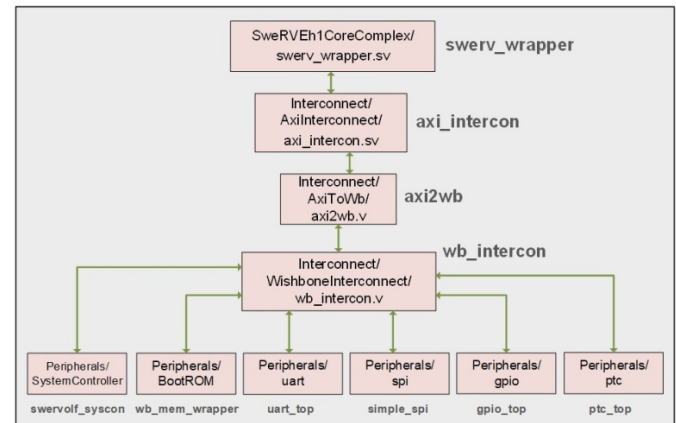 SweRVEh1CoreComplex/
swerv_wrapper.sv
swerv_wrapper
Interconnect/
AxiInterconnect/
axi_intercon.sv
axi_intercon
Interconnect/
AxiToWb/
axi2wb.v
axi2wb
wb_intercon
Interconnect/
WishboneInterconnect/
wb_intercon.v
Peripherals/
SystemController
Peripherals/
BootROM
Peripherals/
uart
Peripherals/
spi
Peripherals/
gpio
Peripherals/
ptc
swervolf_syscon
wb_mem_wrapper
uart_top
simple_spi
gpio_top
ptc_top